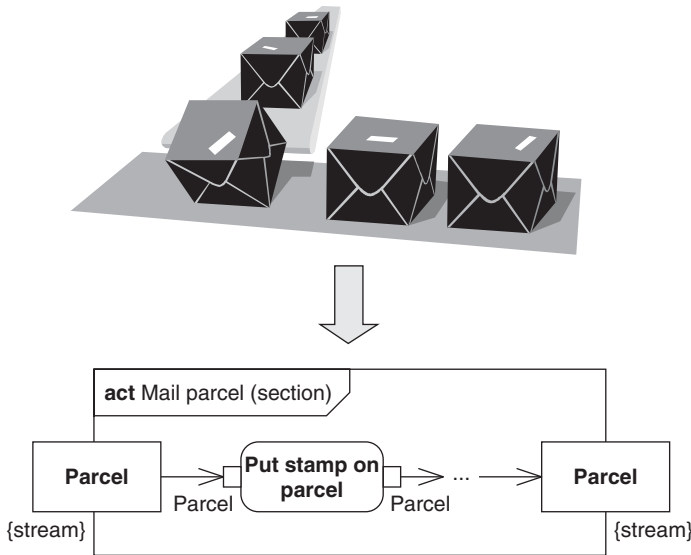 act Mail parcel (section)
Parcel
Put stamp on
parcel
...
Parcel
Parcel
Parcel
{stream}
{stream}